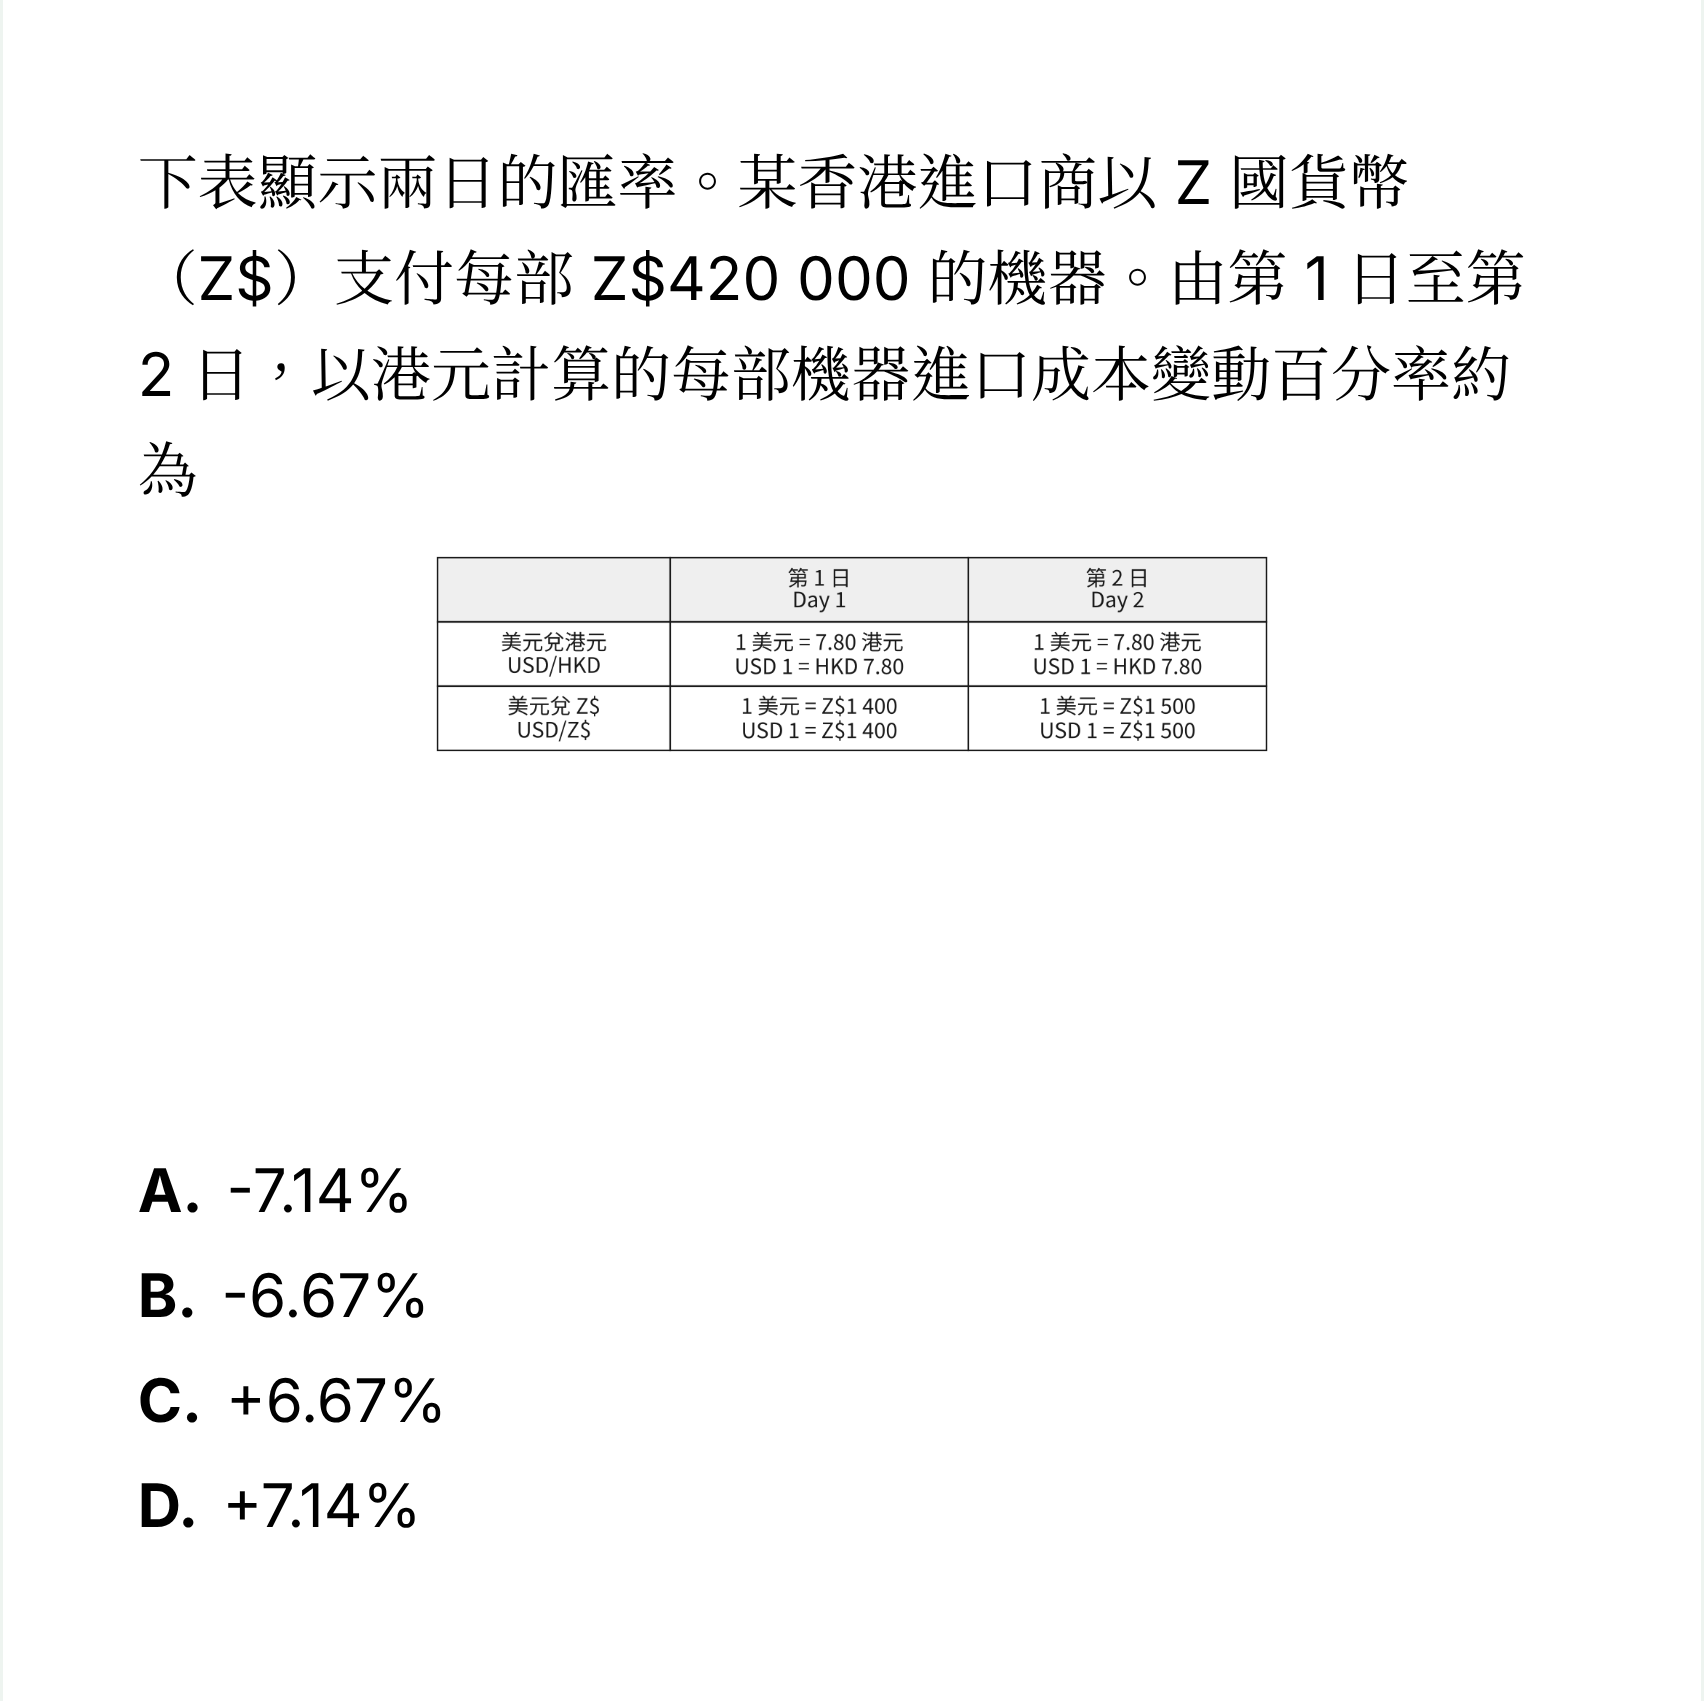 下表顯示兩日的匯率。某香港進口商以 Z 國貨幣
（Z$）支付每部 Z$420 000 的機器。由第 1 日至第
2 日，以港元計算的每部機器進口成本變動百分率約
為
第 1 日 第 2 日
Day 1 Day 2
美元兌港元 1 美元 = 7.80 港元 1 美元 = 7.80 港元
USD/HKD USD 1 = HKD 7.80 USD 1 = HKD 7.80
美元兌 Z$ 1 美元 = Z$1 400 1 美元 = Z$1 500
USD/Z$ USD 1 = Z$1 400 USD 1 = Z$1 500
A. -7.14%
B. -6.67%
C. +6.67%
D. +7.14%